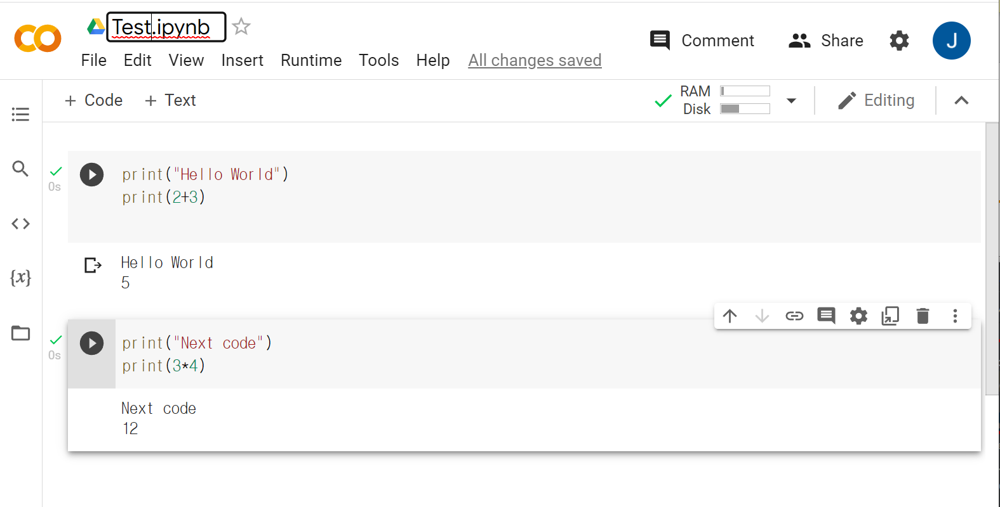 Test.ipynb
File Edit View Insert Runtime Tools Help All changes saved
Comment Share J
+ Code + Text
RAM
Disk
Editing
0s
print("Hello World")
print(2+3)
Hello World
5
0s
print("Next code")
print(3*4)
Next code
12
{x}